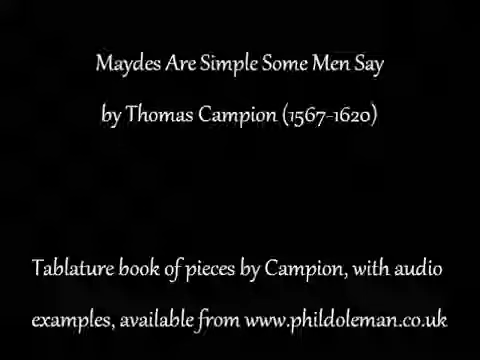 Maydes Are Simple Some Men Say
by Thomas Campion (1567-1620)
Tablature book of pieces by Campion, with audio
examples, available from www.phildoleman.co.uk